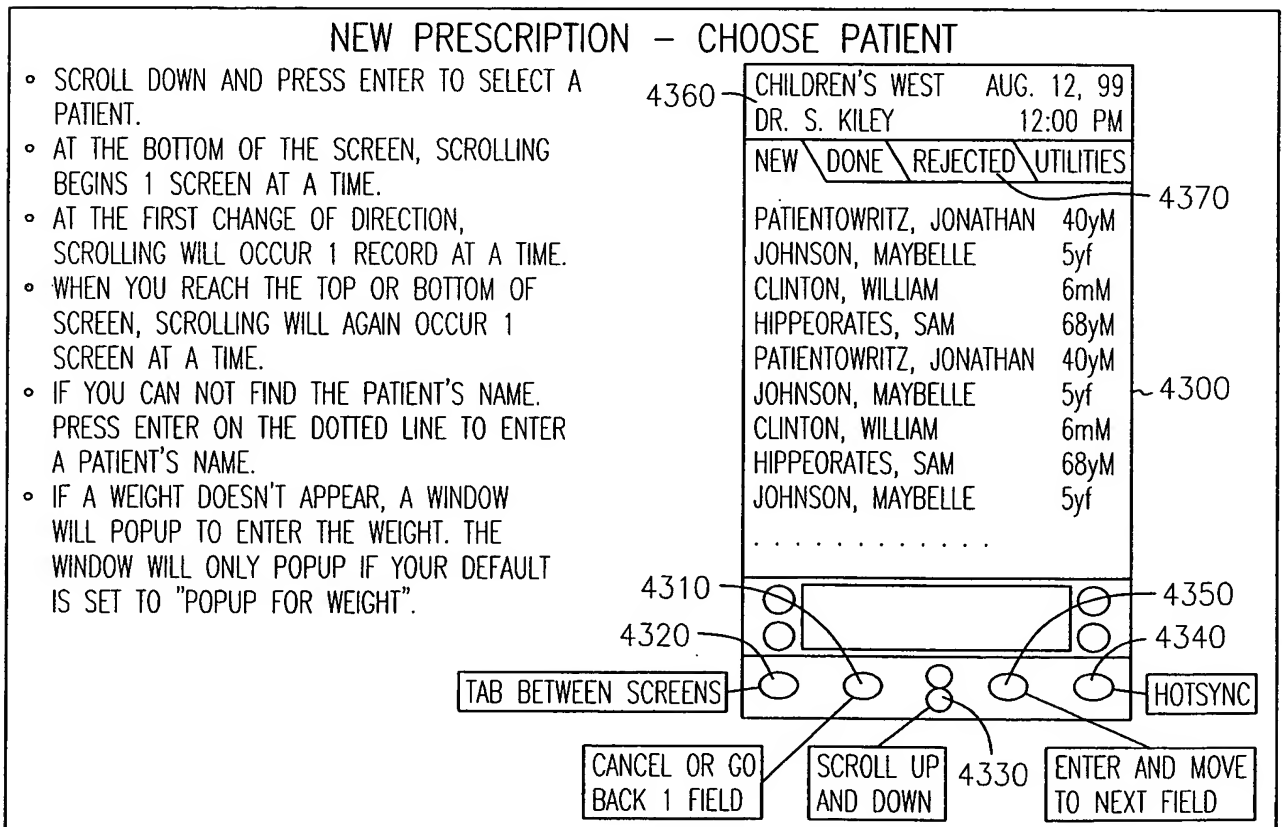 NEW PRESCRIPTION – CHOOSE PATIENT
◦ SCROLL DOWN AND PRESS ENTER TO SELECT A
PATIENT.
◦ AT THE BOTTOM OF THE SCREEN, SCROLLING
BEGINS 1 SCREEN AT A TIME.
◦ AT THE FIRST CHANGE OF DIRECTION,
SCROLLING WILL OCCUR 1 RECORD AT A TIME.
◦ WHEN YOU REACH THE TOP OR BOTTOM OF
SCREEN, SCROLLING WILL AGAIN OCCUR 1
SCREEN AT A TIME.
◦ IF YOU CAN NOT FIND THE PATIENT'S NAME.
PRESS ENTER ON THE DOTTED LINE TO ENTER
A PATIENT'S NAME.
◦ IF A WEIGHT DOESN'T APPEAR, A WINDOW
WILL POPUP TO ENTER THE WEIGHT. THE
WINDOW WILL ONLY POPUP IF YOUR DEFAULT
IS SET TO "POPUP FOR WEIGHT".
4360
CHILDREN'S WEST AUG. 12, 99
DR. S. KILEY 12:00 PM
NEW DONE REJECTED UTILITIES
4370
PATIENTOWRITZ, JONATHAN 40yM
JOHNSON, MAYBELLE 5yf
CLINTON, WILLIAM 6mM
HIPPEORATES, SAM 68yM
PATIENTOWRITZ, JONATHAN 40yM
JOHNSON, MAYBELLE 5yf
4300
CLINTON, WILLIAM 6mM
HIPPEORATES, SAM 68yM
JOHNSON, MAYBELLE 5yf
. . . . . . . . . . . . .
4310
4350
4320
4340
TAB BETWEEN SCREENS
HOTSYNC
CANCEL OR GO
BACK 1 FIELD
SCROLL UP
AND DOWN
4330
ENTER AND MOVE
TO NEXT FIELD